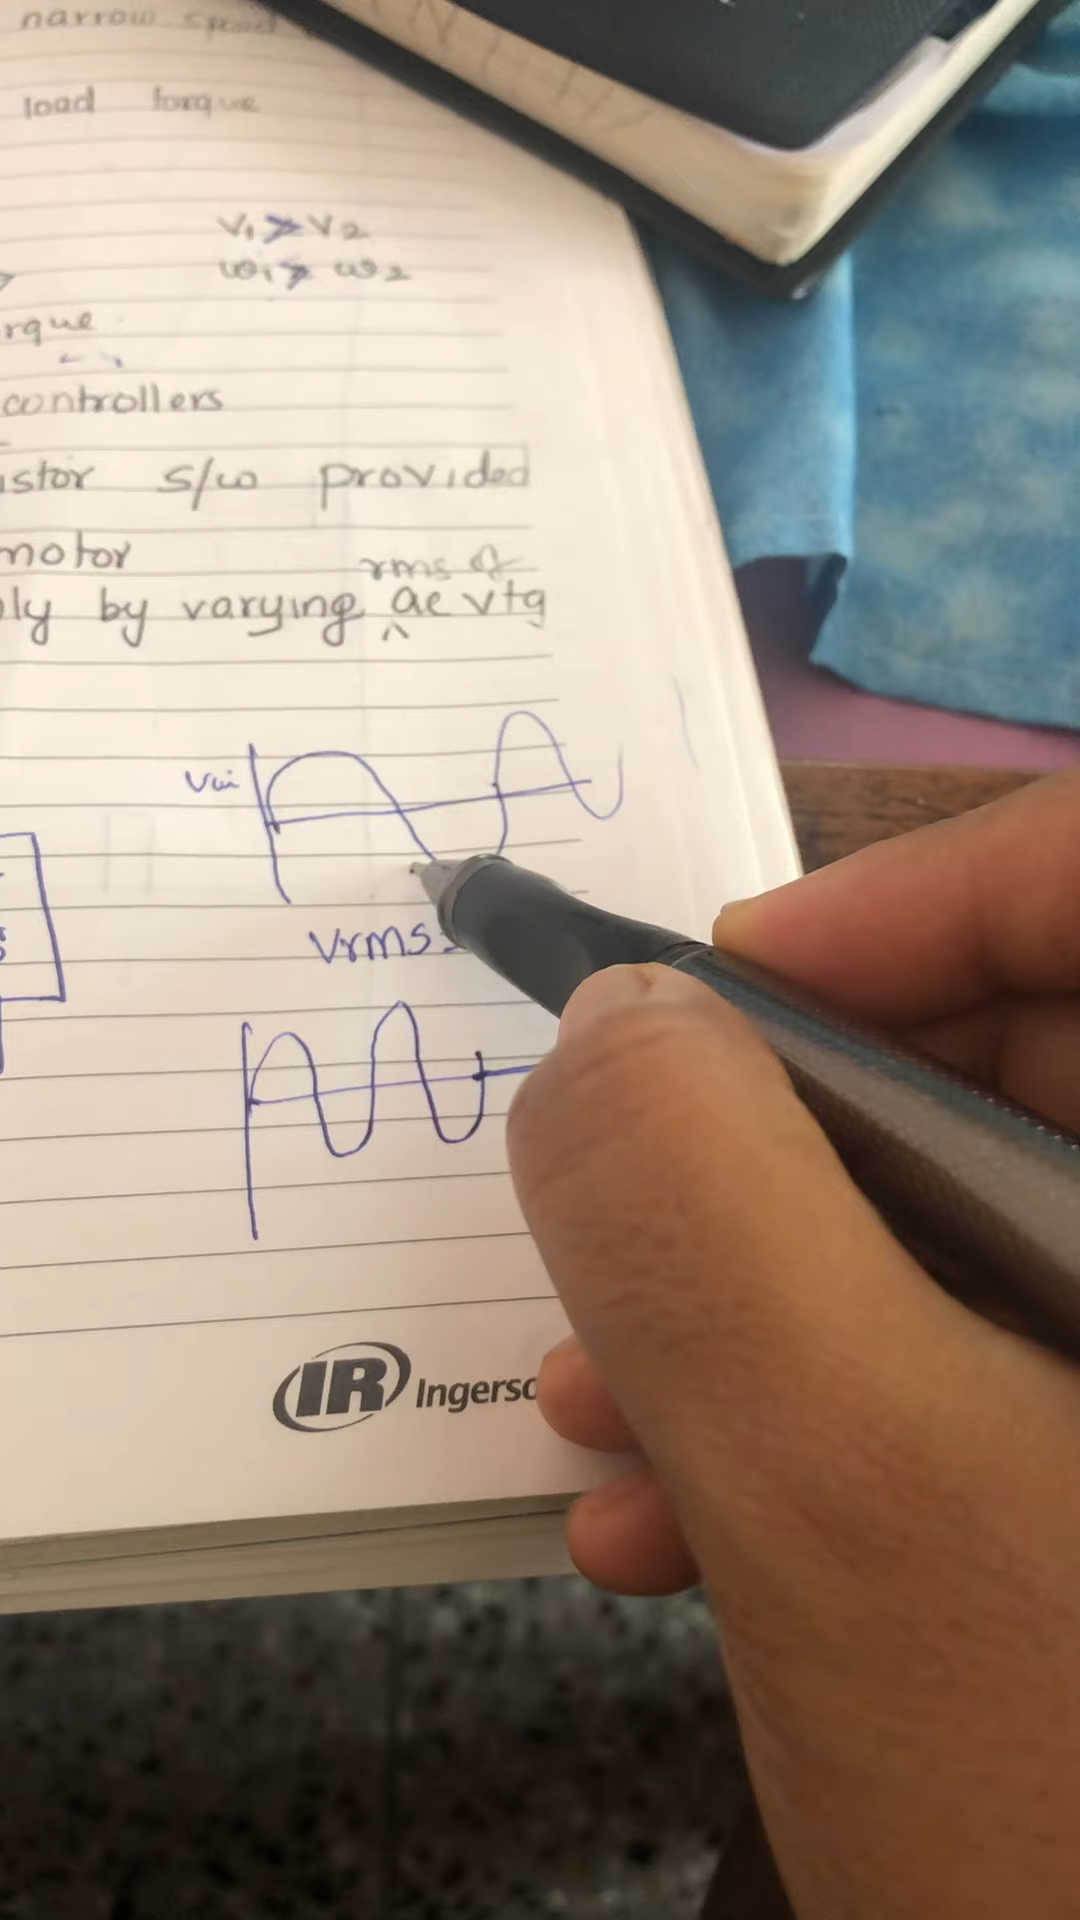 narrow speed
load torque
V1 > V2
ω1 > ω2
rque
controllers
istor s/w provided
motor
rms of
ly by varying ^ ac vtg
Vrms
IR Ingerso